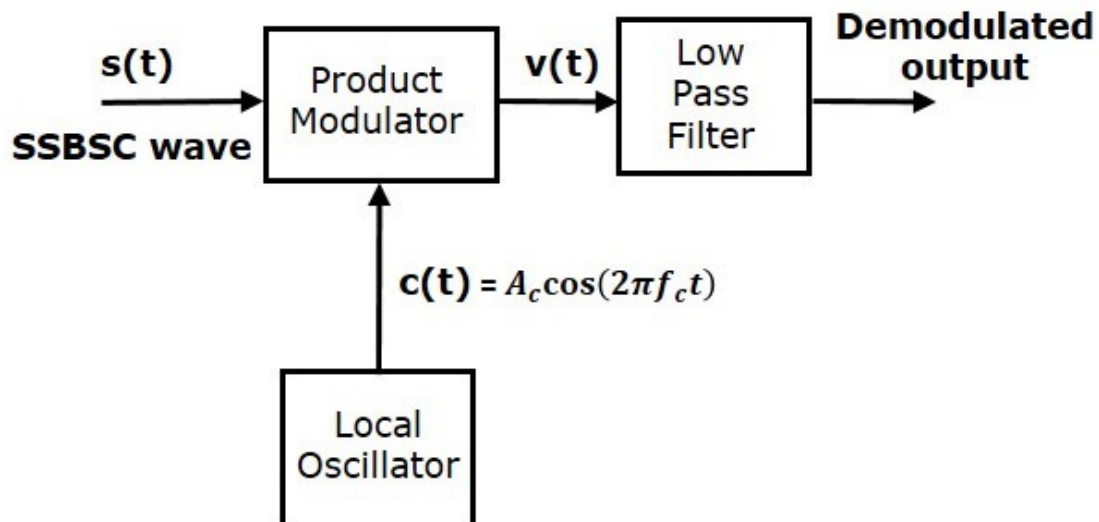 s(t)
SSBSC wave
Product
Modulator
v(t)
Low
Pass
Filter
Demodulated
output
c(t) = A_c cos(2πf_c t)
Local
Oscillator